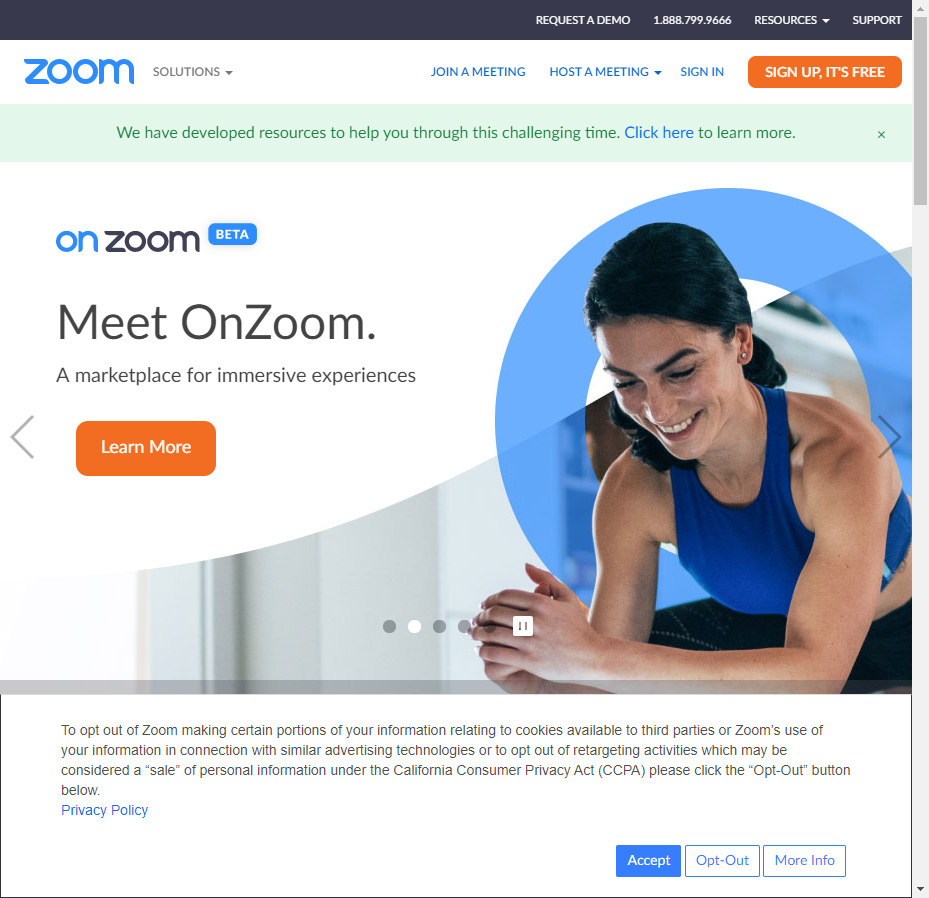 REQUEST A DEMO 1.888.799.9666 RESOURCES SUPPORT
zoom SOLUTIONS JOIN A MEETING HOST A MEETING SIGN IN SIGN UP, IT'S FREE
We have developed resources to help you through this challenging time. Click here to learn more. ×
on zoom BETA
Meet OnZoom.
A marketplace for immersive experiences
Learn More
To opt out of Zoom making certain portions of your information relating to cookies available to third parties or Zoom's use of
your information in connection with similar advertising technologies or to opt out of retargeting activities which may be
considered a “sale” of personal information under the California Consumer Privacy Act (CCPA) please click the “Opt-Out” button
below.
Privacy Policy
Accept Opt-Out More Info